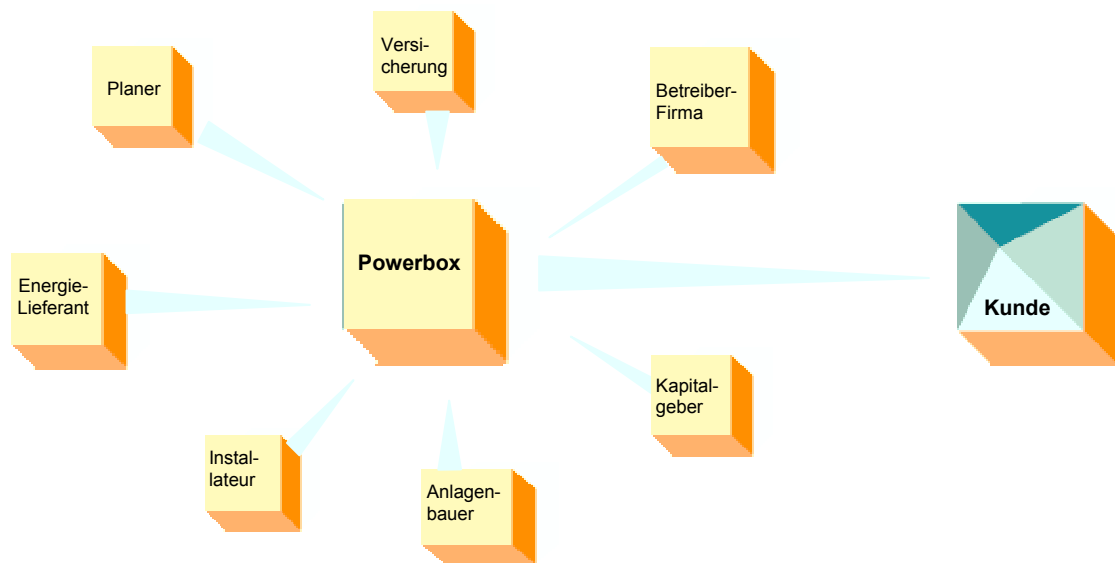 Planer
Versi-
cherung
Betreiber-
Firma
Powerbox
Energie-
Lieferant
Kunde
Kapital-
geber
Instal-
lateur
Anlagen-
bauer